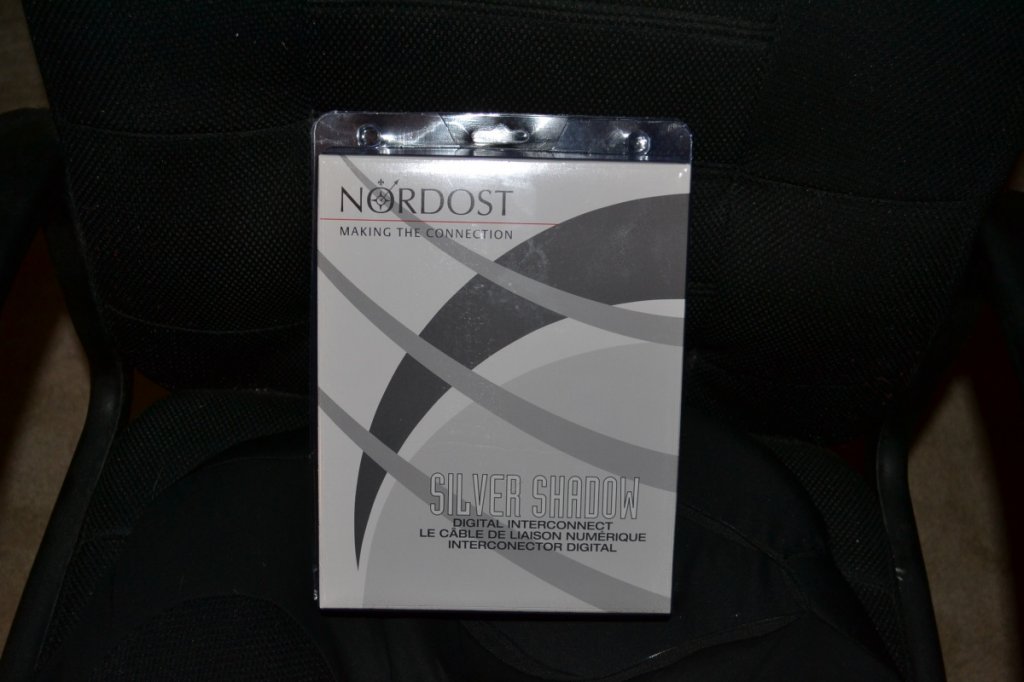 NORDOST
MAKING THE CONNECTION
SILVER SHADOW
DIGITAL INTERCONNECT
LE CÂBLE DE LIAISON NUMÉRIQUE
INTERCONECTOR DIGITAL